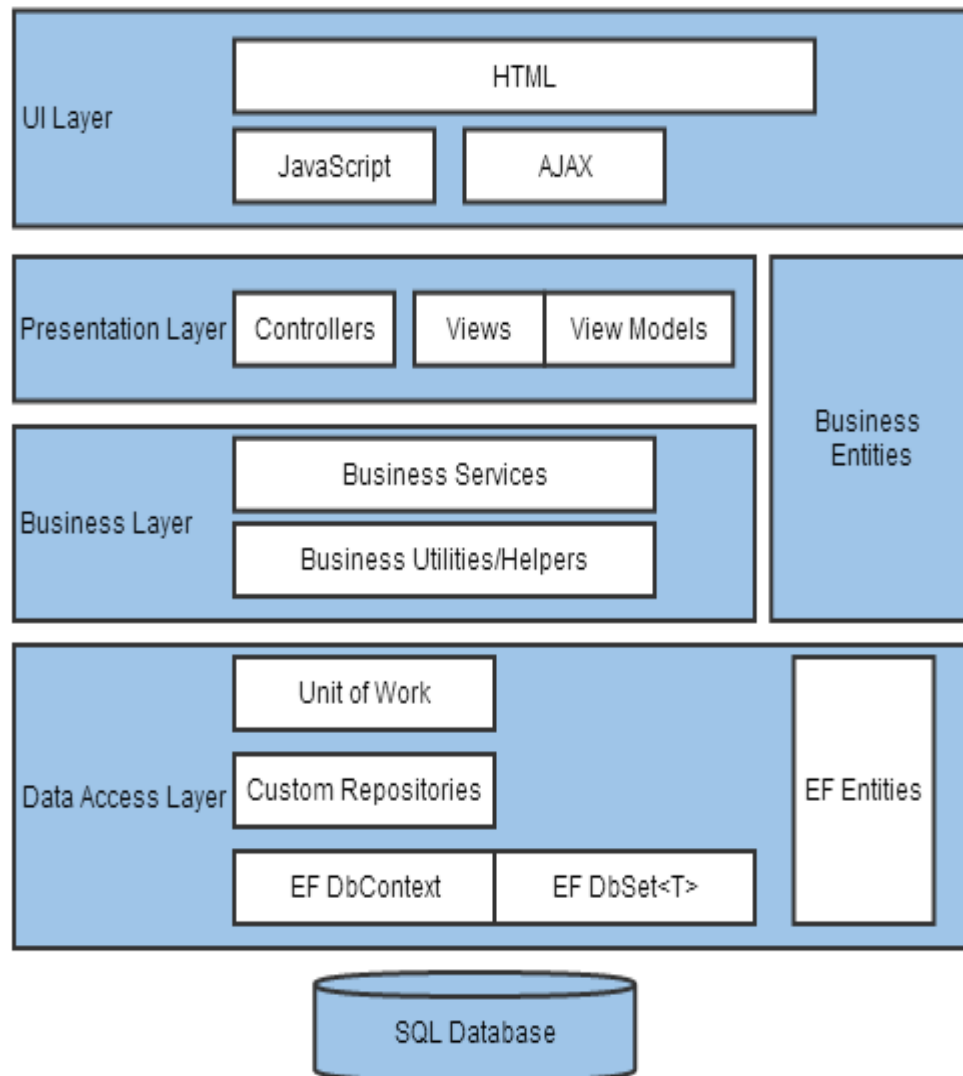 HTML
UI Layer
JavaScript
AJAX
Presentation Layer
Controllers
Views
View Models
Business
Entities
Business Services
Business Layer
Business Utilities/Helpers
Unit of Work
Data Access Layer
Custom Repositories
EF Entities
EF DbContext
EF DbSet<T>
SQL Database